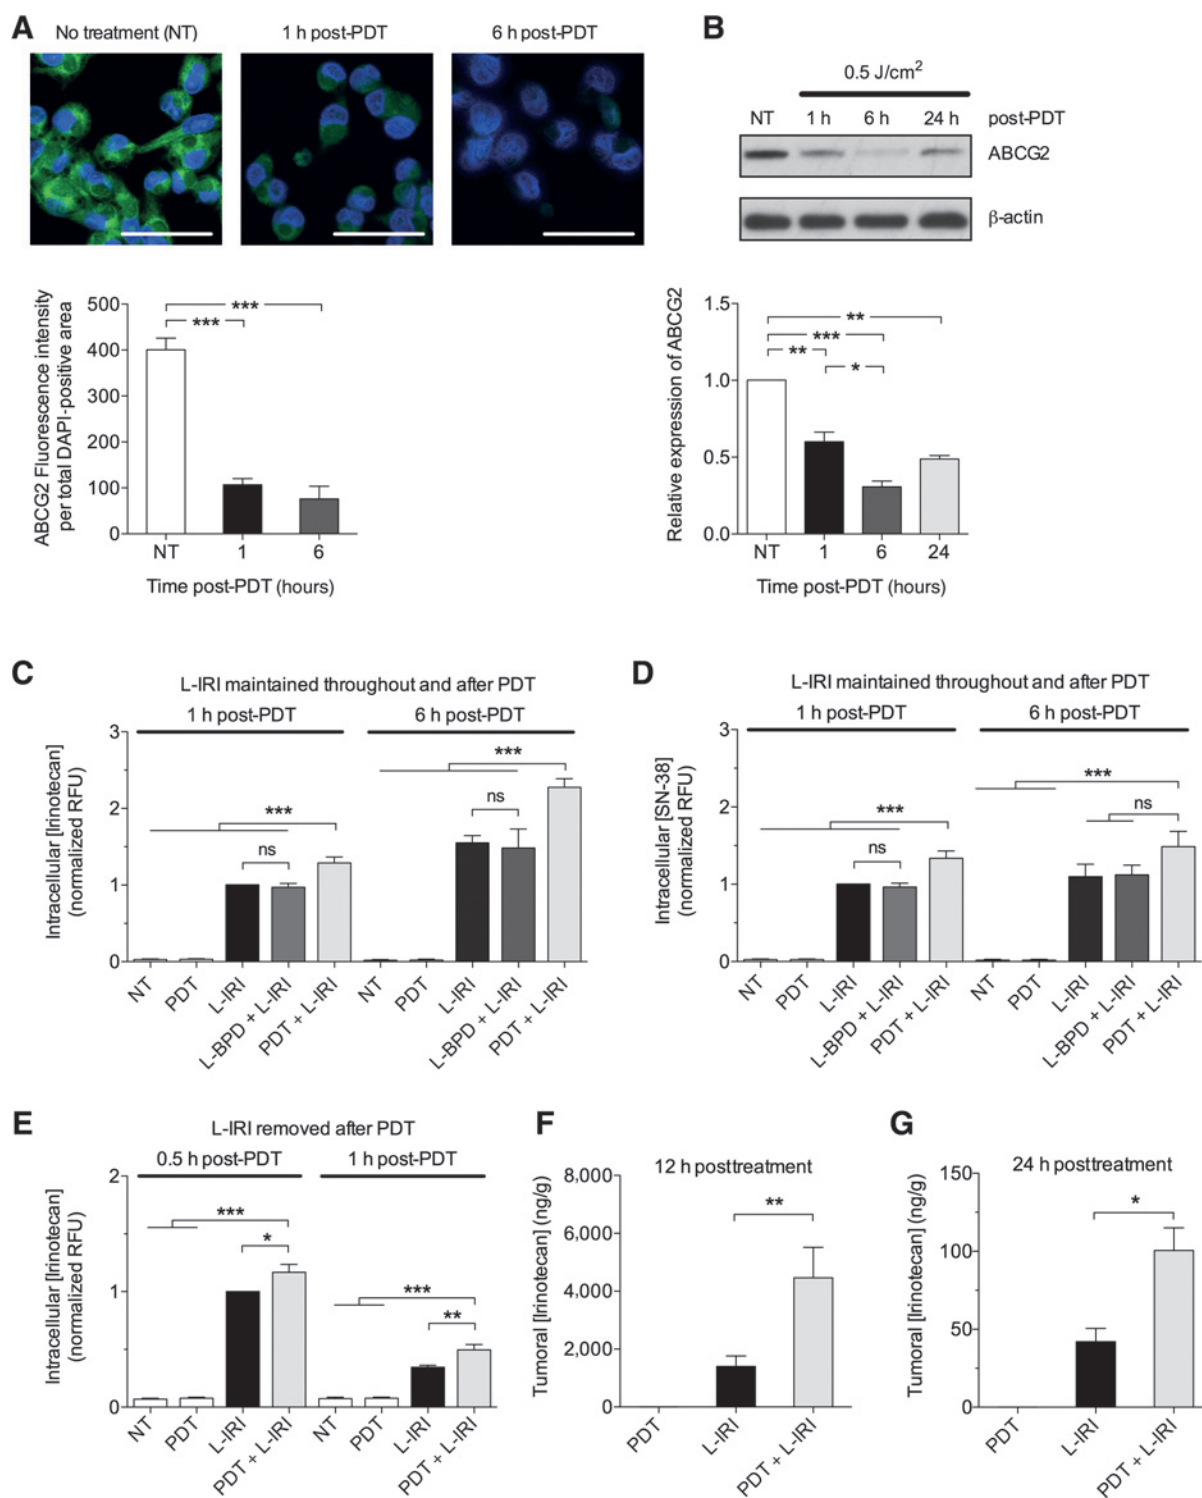 A
No treatment (NT)
1 h post-PDT
6 h post-PDT
500
400
300
200
100
0
ABCG2 Fluorescence intensity
per total DAPI-positive area
***
***
NT
1
6
Time post-PDT (hours)
B
0.5 J/cm²
NT
1 h
6 h
24 h
post-PDT
ABCG2
β-actin
1.5
1.0
0.5
0.0
Relative expression of ABCG2
**
***
**
*
NT
1
6
24
Time post-PDT (hours)
C
L-IRI maintained throughout and after PDT
1 h post-PDT
6 h post-PDT
3
2
1
0
Intracellular [Irinotecan]
(normalized RFU)
***
ns
***
ns
NT
PDT
L-IRI
L-BPD + L-IRI
PDT + L-IRI
NT
PDT
L-IRI
L-BPD + L-IRI
PDT + L-IRI
D
L-IRI maintained throughout and after PDT
1 h post-PDT
6 h post-PDT
3
2
1
0
Intracellular [SN-38]
(normalized RFU)
***
ns
***
ns
NT
PDT
L-IRI
L-BPD + L-IRI
PDT + L-IRI
NT
PDT
L-IRI
L-BPD + L-IRI
PDT + L-IRI
E
L-IRI removed after PDT
0.5 h post-PDT
1 h post-PDT
2
1
0
Intracellular [Irinotecan]
(normalized RFU)
***
*
***
**
NT
PDT
L-IRI
PDT + L-IRI
NT
PDT
L-IRI
PDT + L-IRI
F
12 h posttreatment
8,000
6,000
4,000
2,000
0
Tumoral [Irinotecan] (ng/g)
**
PDT
L-IRI
PDT + L-IRI
G
24 h posttreatment
150
100
50
0
Tumoral [Irinotecan] (ng/g)
*
PDT
L-IRI
PDT + L-IRI